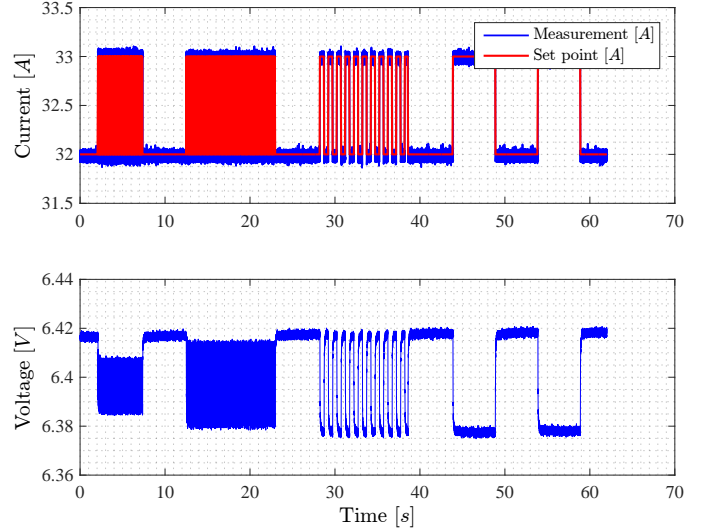 Measurement [A]
Set point [A]
Current [A]
33
32.5
32
31.5
0 10 20 30 40 50 60 70
Voltage [V]
6.44
6.42
6.4
6.38
6.36
0 10 20 30 40 50 60 70
Time [s]